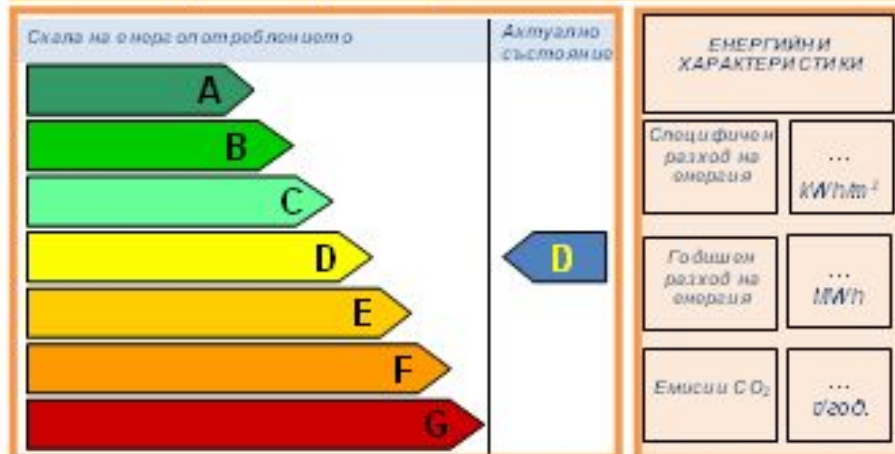 Скала на енергопотреблението
Актуално
състояние
A
B
C
D
D
E
F
G
ЕНЕРГИЙНИ
ХАРАКТЕРИСТИКИ
Специфичен
разход на
енергия
...
kWh/m²
Годишен
разход на
енергия
...
MWh
Емисии CO₂
...
t/год.